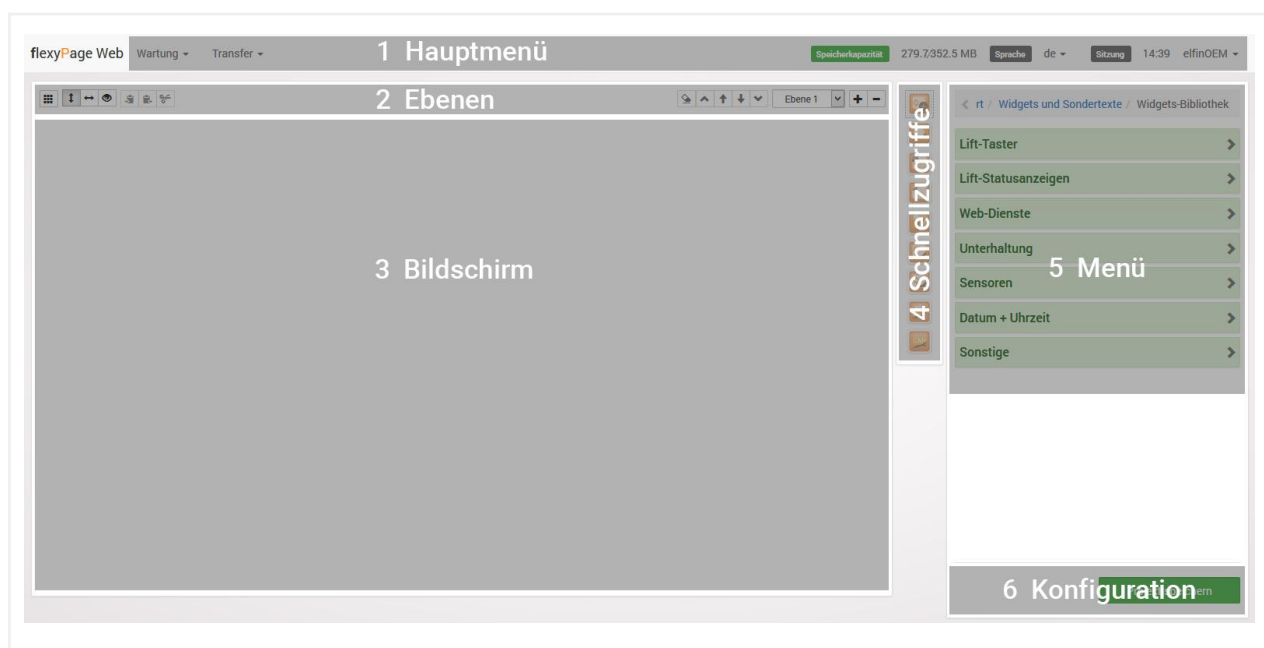 flexyPage Web Wartung Transfer 1 Hauptmenü Speicherkapazität 279.7/352.5 MB Sprache de Sitzung 14:39 elfinOEM
2 Ebenen Ebene 1
rt / Widgets und Sondertexte / Widgets-Bibliothek
Lift-Taster
Lift-Statusanzeigen
Web-Dienste
Unterhaltung
Sensoren
Datum + Uhrzeit
Sonstige
3 Bildschirm
4 Schnellzugriffe
5 Menü
6 Konfiguration